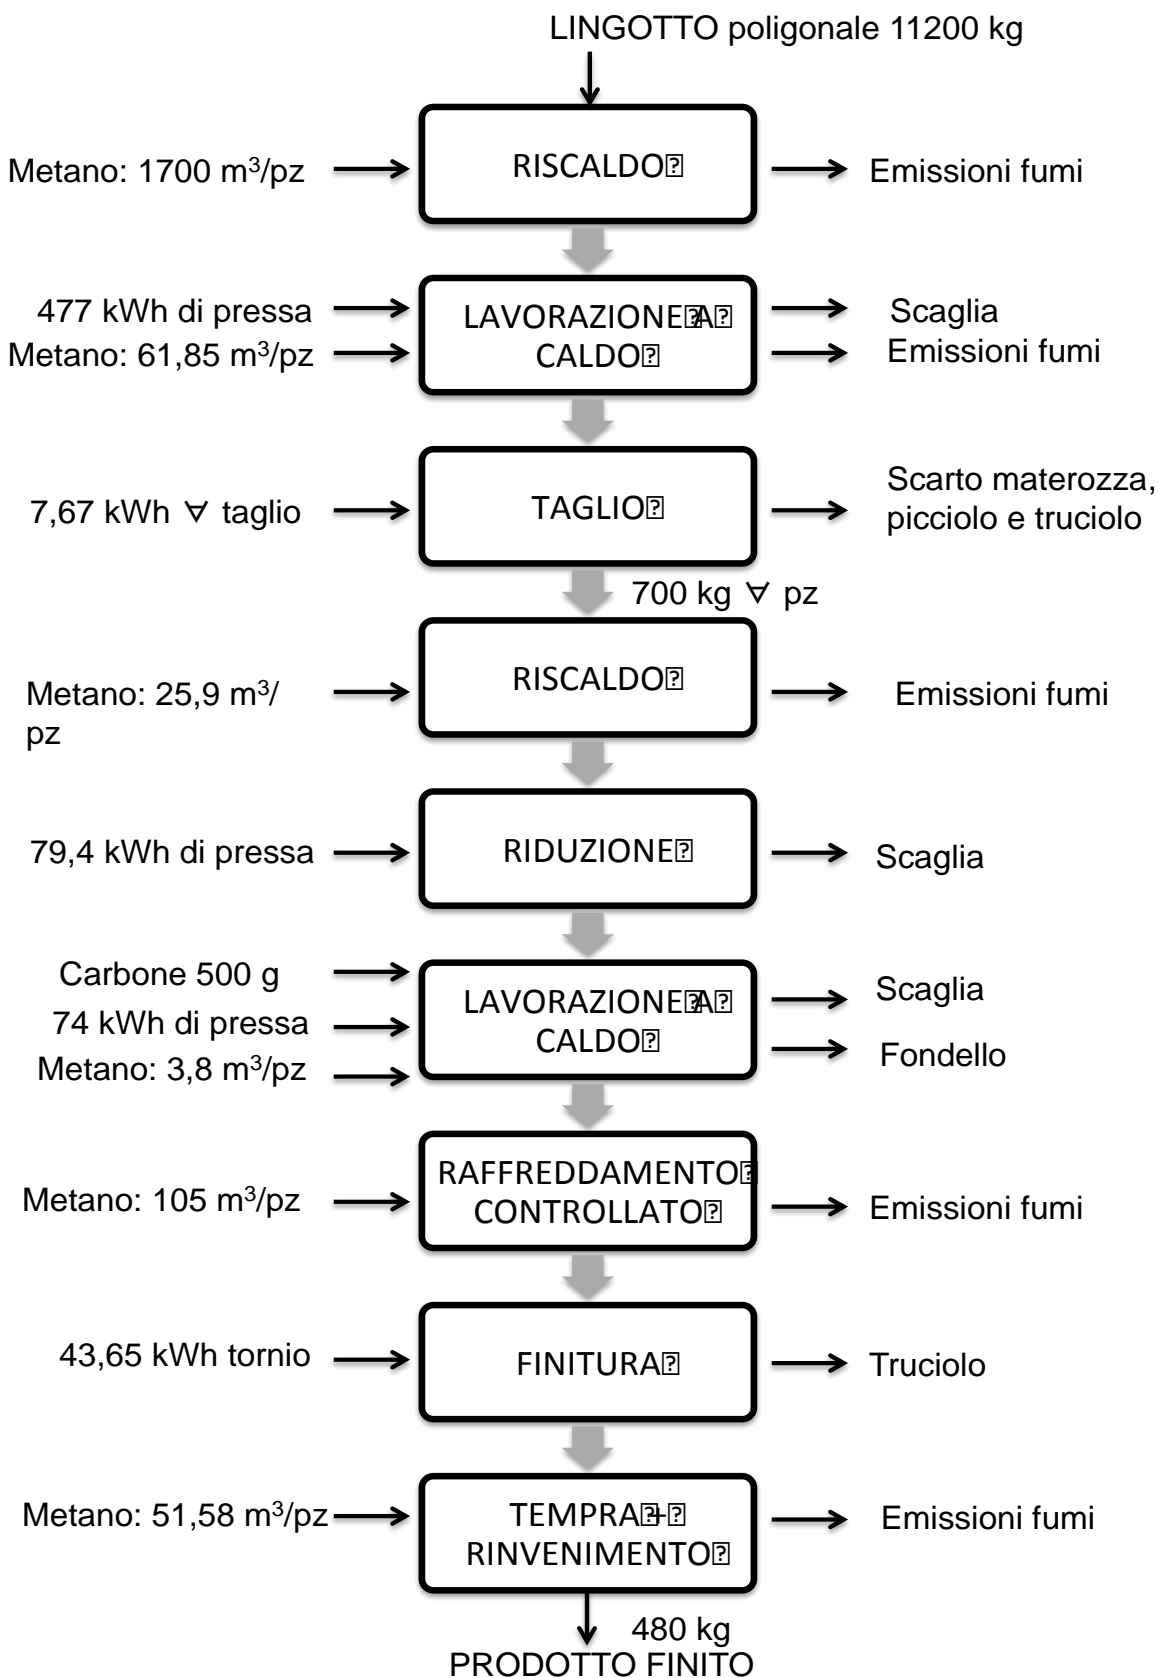 LINGOTTO poligonale 11200 kg
Metano: 1700 m³/pz
RISCALDO⍰
Emissioni fumi
477 kWh di pressa
Metano: 61,85 m³/pz
LAVORAZIONE⍰A⍰
CALDO⍰
Scaglia
Emissioni fumi
7,67 kWh ∀ taglio
TAGLIO⍰
Scarto materozza,
picciolo e truciolo
700 kg ∀ pz
Metano: 25,9 m³/
pz
RISCALDO⍰
Emissioni fumi
79,4 kWh di pressa
RIDUZIONE⍰
Scaglia
Carbone 500 g
74 kWh di pressa
Metano: 3,8 m³/pz
LAVORAZIONE⍰A⍰
CALDO⍰
Scaglia
Fondello
Metano: 105 m³/pz
RAFFREDDAMENTO⍰
CONTROLLATO⍰
Emissioni fumi
43,65 kWh tornio
FINITURA⍰
Truciolo
Metano: 51,58 m³/pz
TEMPRA⍰+⍰
RINVENIMENTO⍰
Emissioni fumi
480 kg
PRODOTTO FINITO